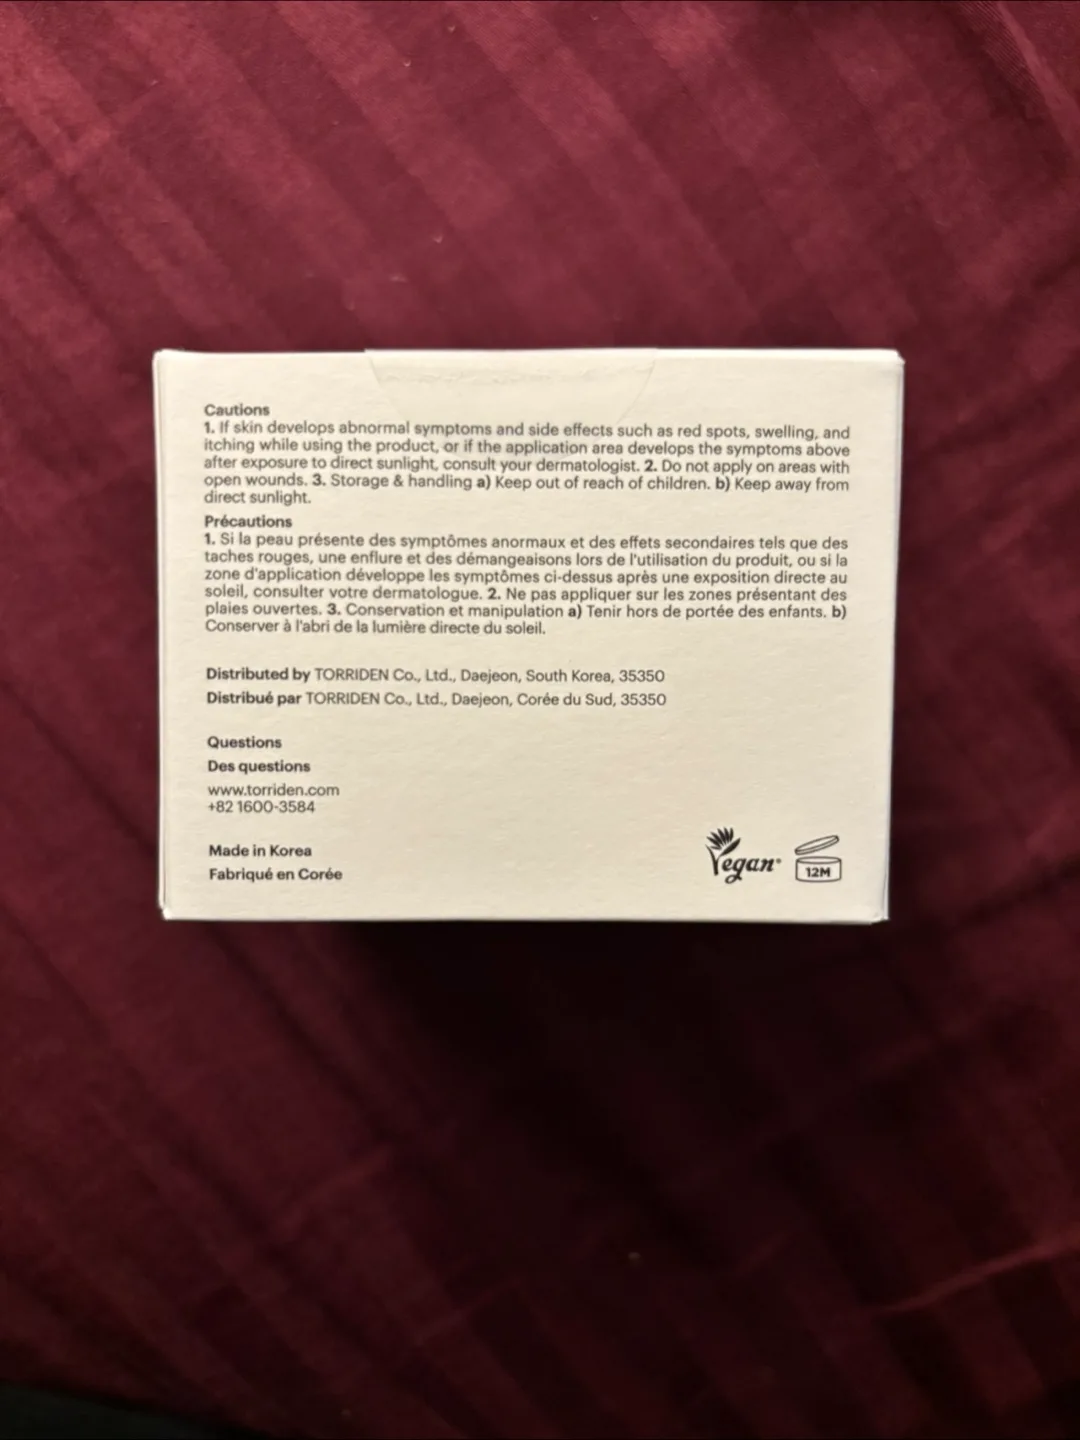 Cautions
1. If skin develops abnormal symptoms and side effects such as red spots, swelling, and
itching while using the product, or if the application area develops the symptoms above
after exposure to direct sunlight, consult your dermatologist. 2. Do not apply on areas with
open wounds. 3. Storage & handling a) Keep out of reach of children. b) Keep away from
direct sunlight.
Précautions
1. Si la peau présente des symptômes anormaux et des effets secondaires tels que des
taches rouges, une enflure et des démangeaisons lors de l'utilisation du produit, ou si la
zone d'application développe les symptômes ci-dessus après une exposition directe au
soleil, consulter votre dermatologue. 2. Ne pas appliquer sur les zones présentant des
plaies ouvertes. 3. Conservation et manipulation a) Tenir hors de portée des enfants. b)
Conserver à l'abri de la lumière directe du soleil.
Distributed by TORRIDEN Co., Ltd., Daejeon, South Korea, 35350
Distribué par TORRIDEN Co., Ltd., Daejeon, Corée du Sud, 35350
Questions
Des questions
www.torriden.com
+82 1600-3584
Made in Korea
Fabriqué en Corée
Vegan®
12M